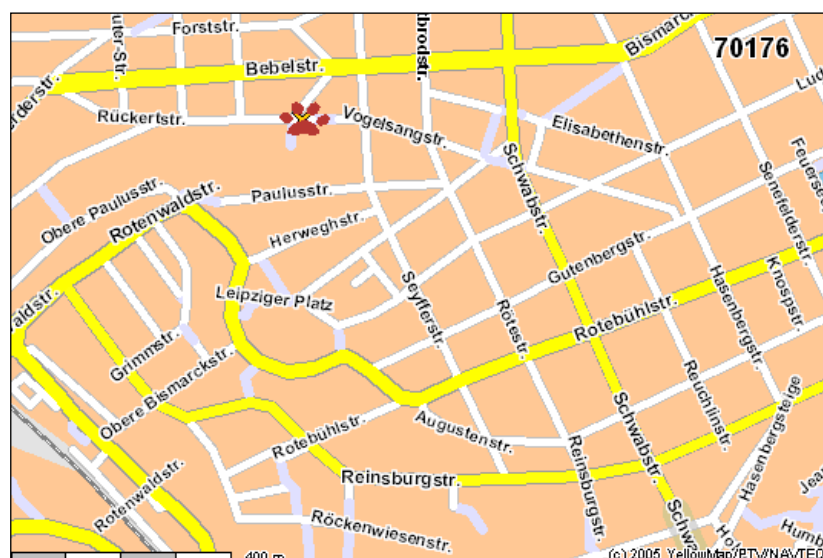 Forststr.
Bismarck
70176
Bebelstr.
Rückertstr.
Vogelsangstr.
Elisabethenstr.
Schwabstr.
Senefelderstr.
Paulusstr.
Obere Paulusstr.
Rotenwaldstr.
Herweghstr.
Gutenbergstr.
Hasenbergstr.
Knospstr.
Seyfferstr.
Rötestr.
Leipziger Platz
Rotebühlstr.
Grimmstr.
Obere Bismarckstr.
Reuchlinstr.
Schwabstr.
Hasenbergsteige
Rotebühlstr.
Augustenstr.
Reinsburgstr.
Reinsburgstr.
Rotenwaldstr.
Röckenwiesenstr.
400 m
(c) 2005 YellowMap/PTV/NAVTEQ